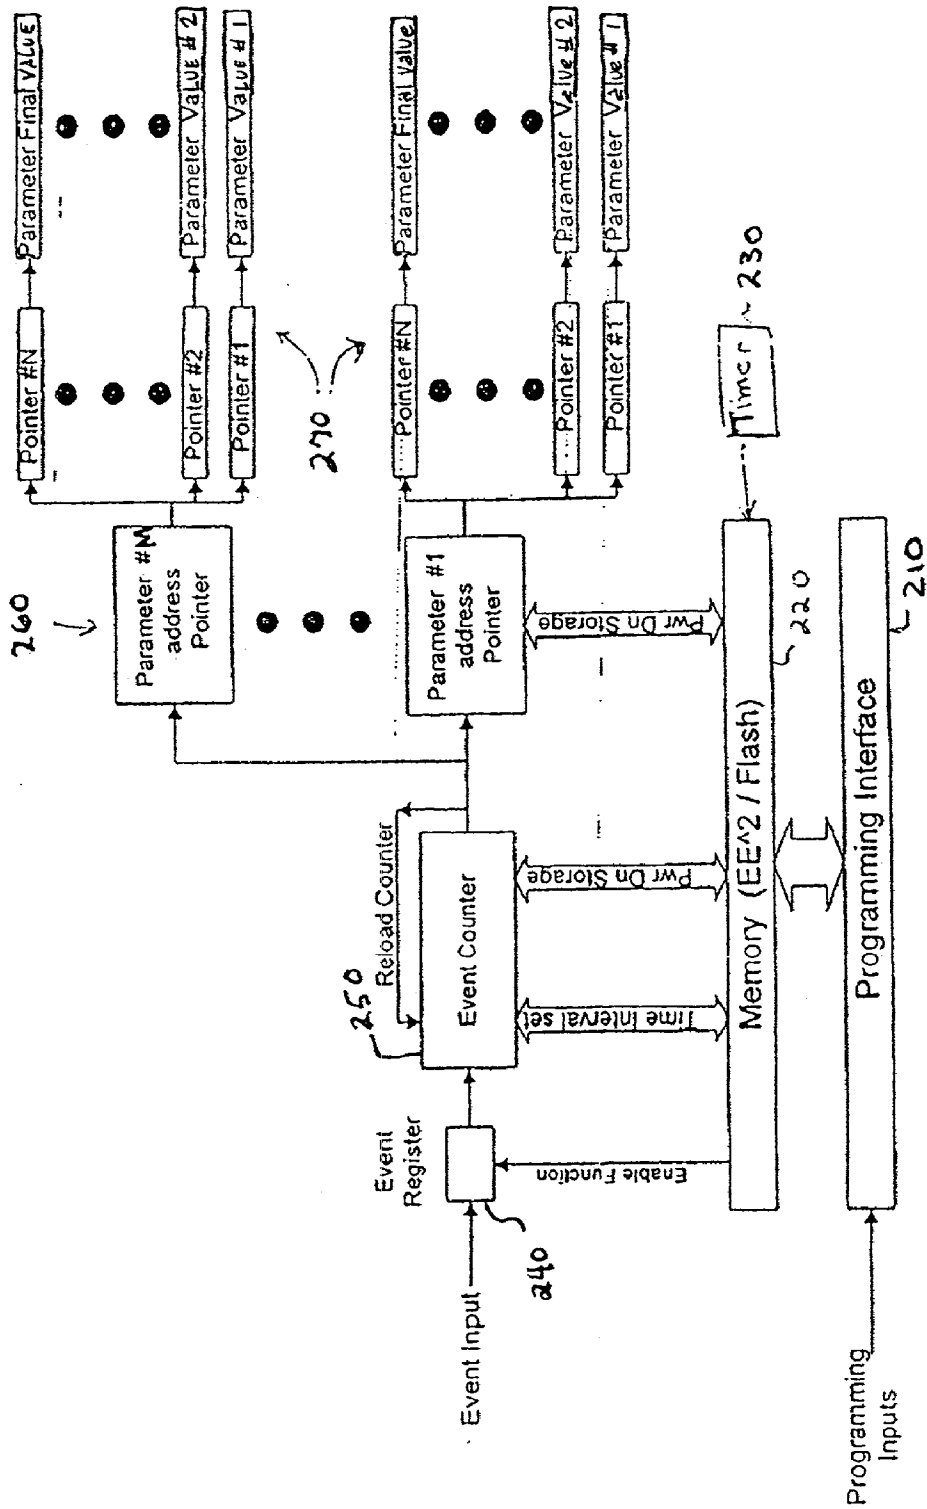 260
Parameter #M
address
Pointer
Pointer #N
Parameter Final VALUE
Pointer #2
Parameter VaLUE # 2
Pointer #1
Parameter VALUE # 1
270
Event Input
240
Event
Register
250
Reload Counter
Event Counter
Parameter #1
address
Pointer
Pointer #N
Parameter Final Value
Pointer #2
Parameter Value # 2
Pointer #1
Parameter Value # 1
Enable Function
Time Interval set
Pwr Dn Storage
Pwr Dn Storage
Timer
230
Memory (EE^2 / Flash)
220
Programming
Inputs
Programming Interface
210